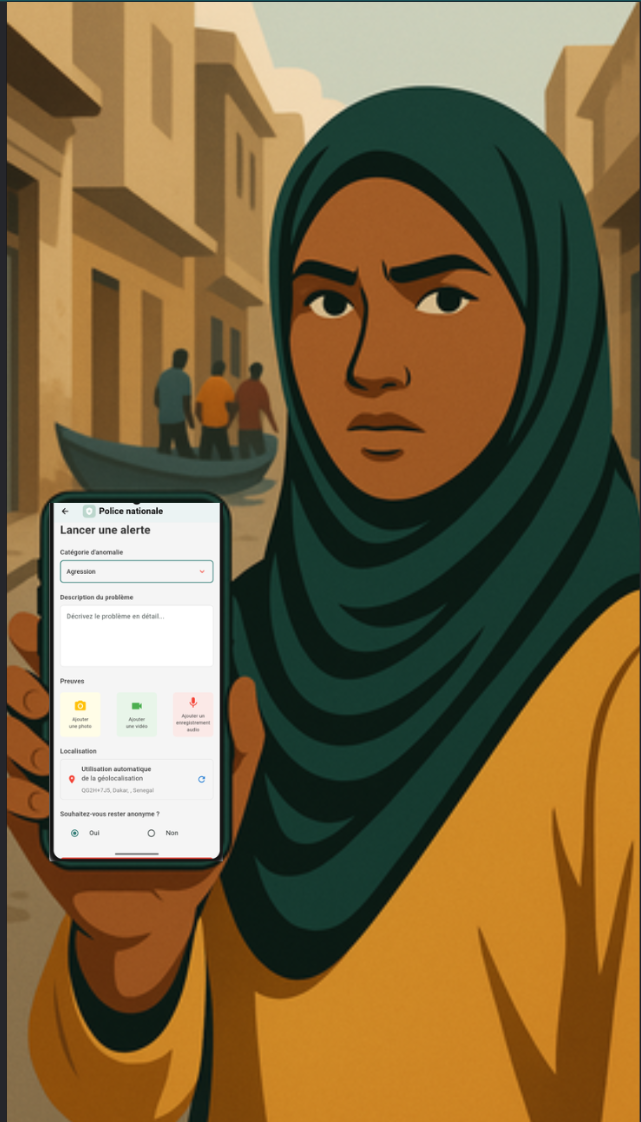 Police nationale
Lancer une alerte
Catégorie d'anomalie
Agression
Description du problème
Décrivez le problème en détail...
Preuves
Ajouter
une photo
Ajouter
une vidéo
Ajouter un
enregistrement
audio
Localisation
Utilisation automatique
de la géolocalisation
Dakar, , Senegal
Souhaitez-vous rester anonyme ?
Oui
Non